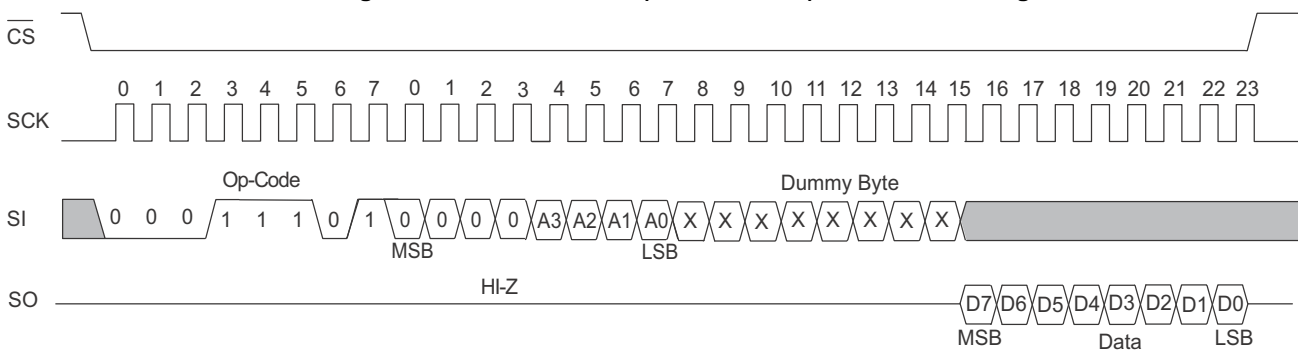 CS
0 1 2 3 4 5 6 7 0 1 2 3 4 5 6 7 8 9 10 11 12 13 14 15 16 17 18 19 20 21 22 23
SCK
Op-Code
Dummy Byte
SI
0 0 0 1 1 1 0 1 0 0 0 0 A3 A2 A1 A0 X X X X X X X X
MSB
LSB
HI-Z
SO
D7 D6 D5 D4 D3 D2 D1 D0
MSB
Data
LSB